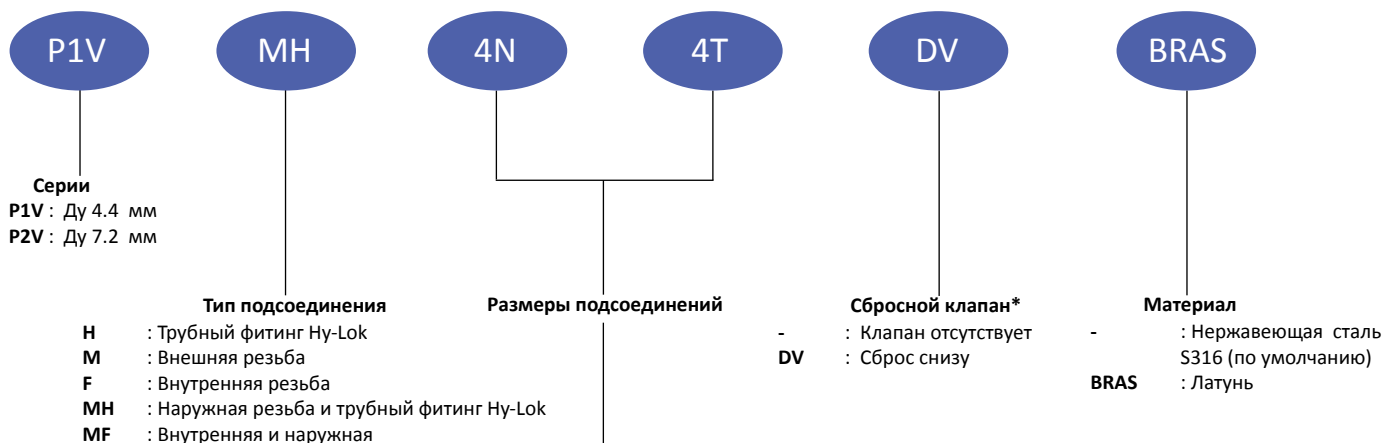 P1V MH 4N 4T DV BRAS
Серии
P1V : Ду 4.4 мм
P2V : Ду 7.2 мм
Тип подсоединения
H : Трубный фитинг Hy-Lok
M : Внешняя резьба
F : Внутренняя резьба
MH : Наружная резьба и трубный фитинг Hy-Lok
MF : Внутренняя и наружная
Размеры подсоединений
Сбросной клапан*
- : Клапан отсутствует
DV : Сброс снизу
Материал
- : Нержавеющая сталь
S316 (по умолчанию)
BRAS : Латунь